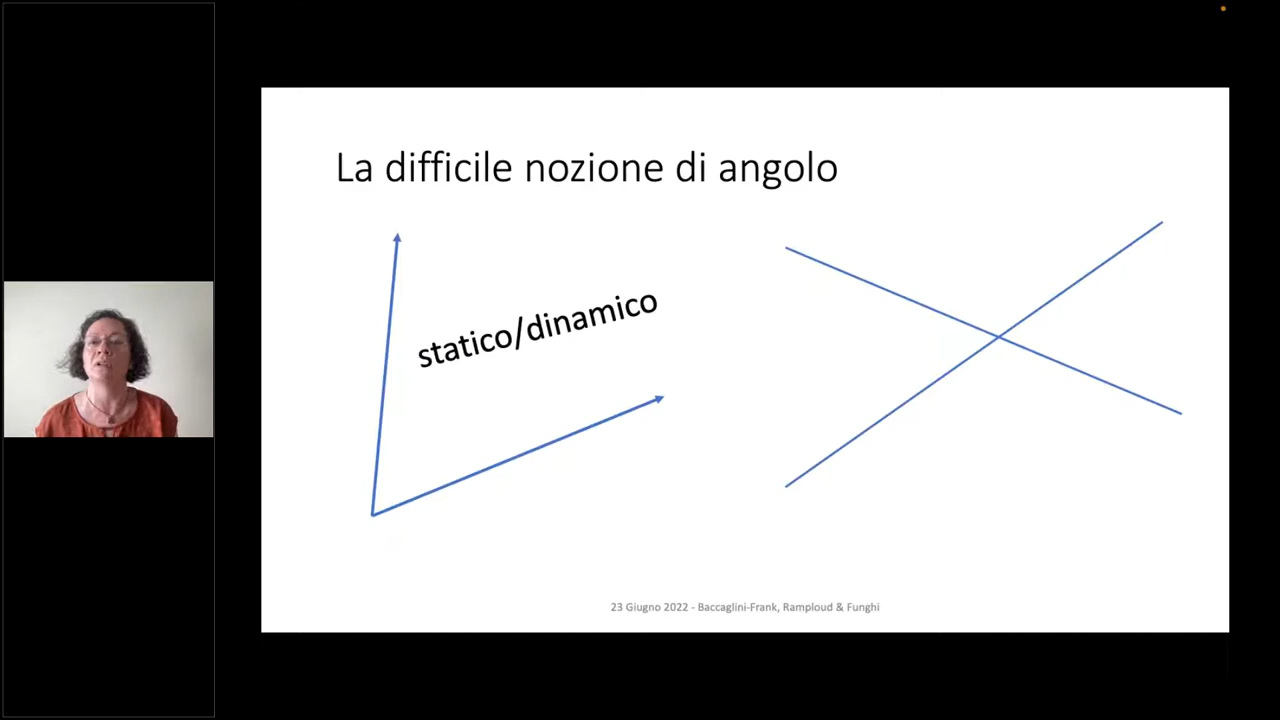 La difficile nozione di angolo
statico/dinamico
23 Giugno 2022 - Baccaglini-Frank, Ramploud & Funghi